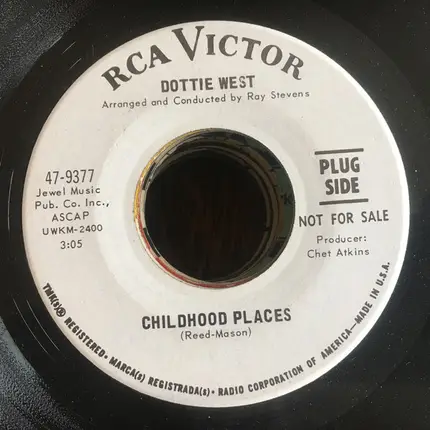 RCA VICTOR
DOTTIE WEST
Arranged and Conducted by Ray Stevens
47-9377
Jewel Music
Pub. Co. Inc.,
ASCAP
UWKM-2400
3:05
PLUG
SIDE
NOT FOR SALE
Producer:
Chet Atkins
CHILDHOOD PLACES
(Reed-Mason)
TMK(s)® REGISTERED • MARCA(s) REGISTRADA(s) • RADIO CORPORATION OF AMERICA—MADE IN U.S.A.